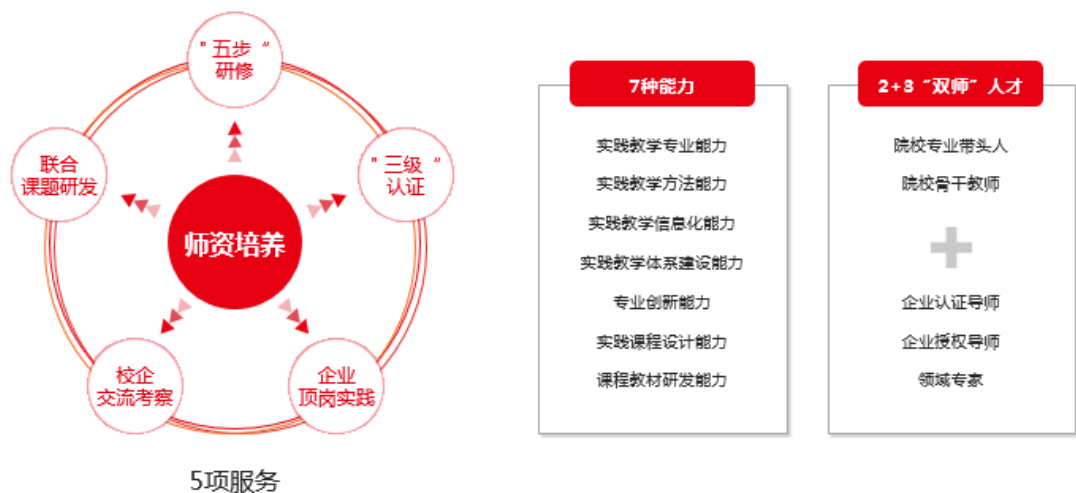 "五步“
研修
"三级“
认证
企业
顶岗实践
校企
交流考察
联合
课题研发
师资培养
5项服务
7种能力
实践教学专业能力
实践教学方法能力
实践教学信息化能力
实践教学体系建设能力
专业创新能力
实践课程设计能力
课程教材研发能力
2+3“双师”人才
院校专业带头人
院校骨干教师
企业认证导师
企业授权导师
领域专家